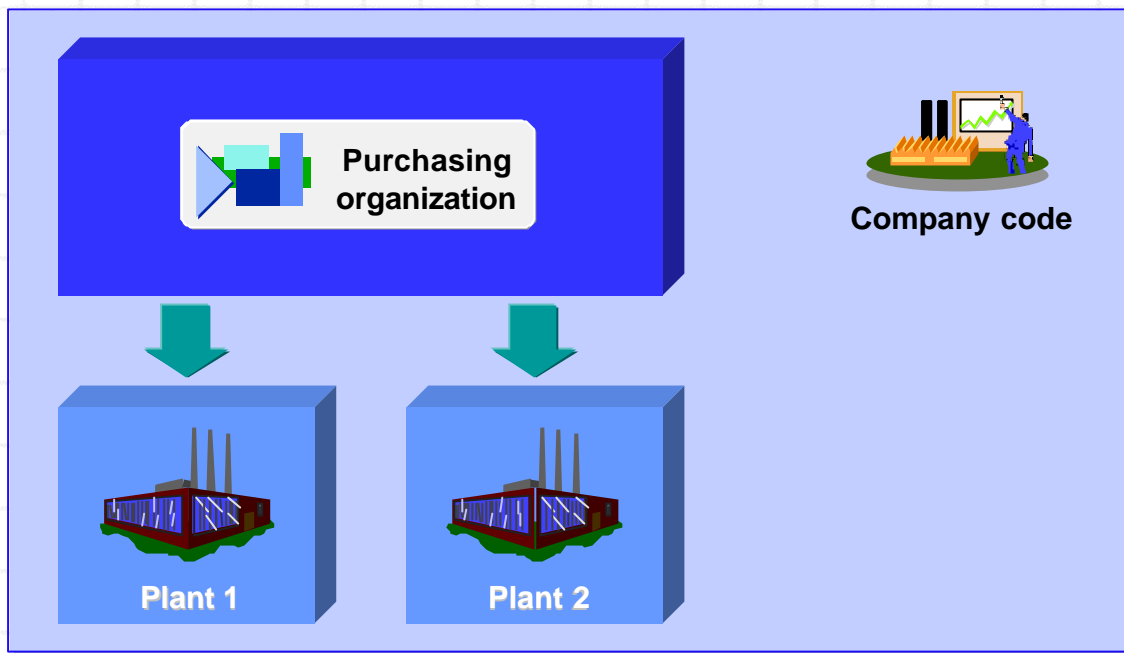 Purchasing
organization
Company code
Plant 1
Plant 2